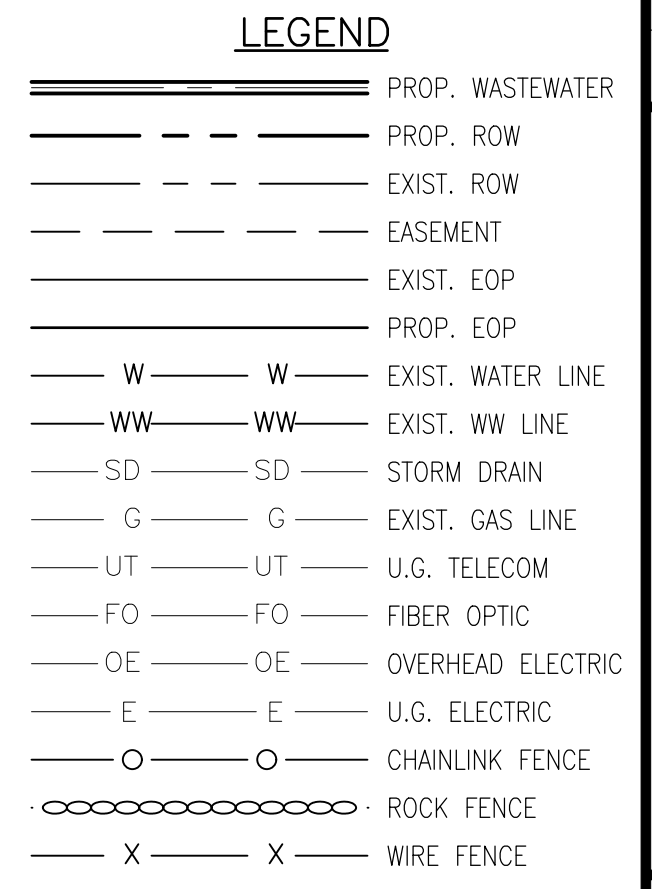 LEGEND
PROP. WASTEWATER
PROP. ROW
EXIST. ROW
EASEMENT
EXIST. EOP
PROP. EOP
W W EXIST. WATER LINE
WW WW EXIST. WW LINE
SD SD STORM DRAIN
G G EXIST. GAS LINE
UT UT U.G. TELECOM
FO FO FIBER OPTIC
OE OE OVERHEAD ELECTRIC
E E U.G. ELECTRIC
CHAINLINK FENCE
ROCK FENCE
X X WIRE FENCE